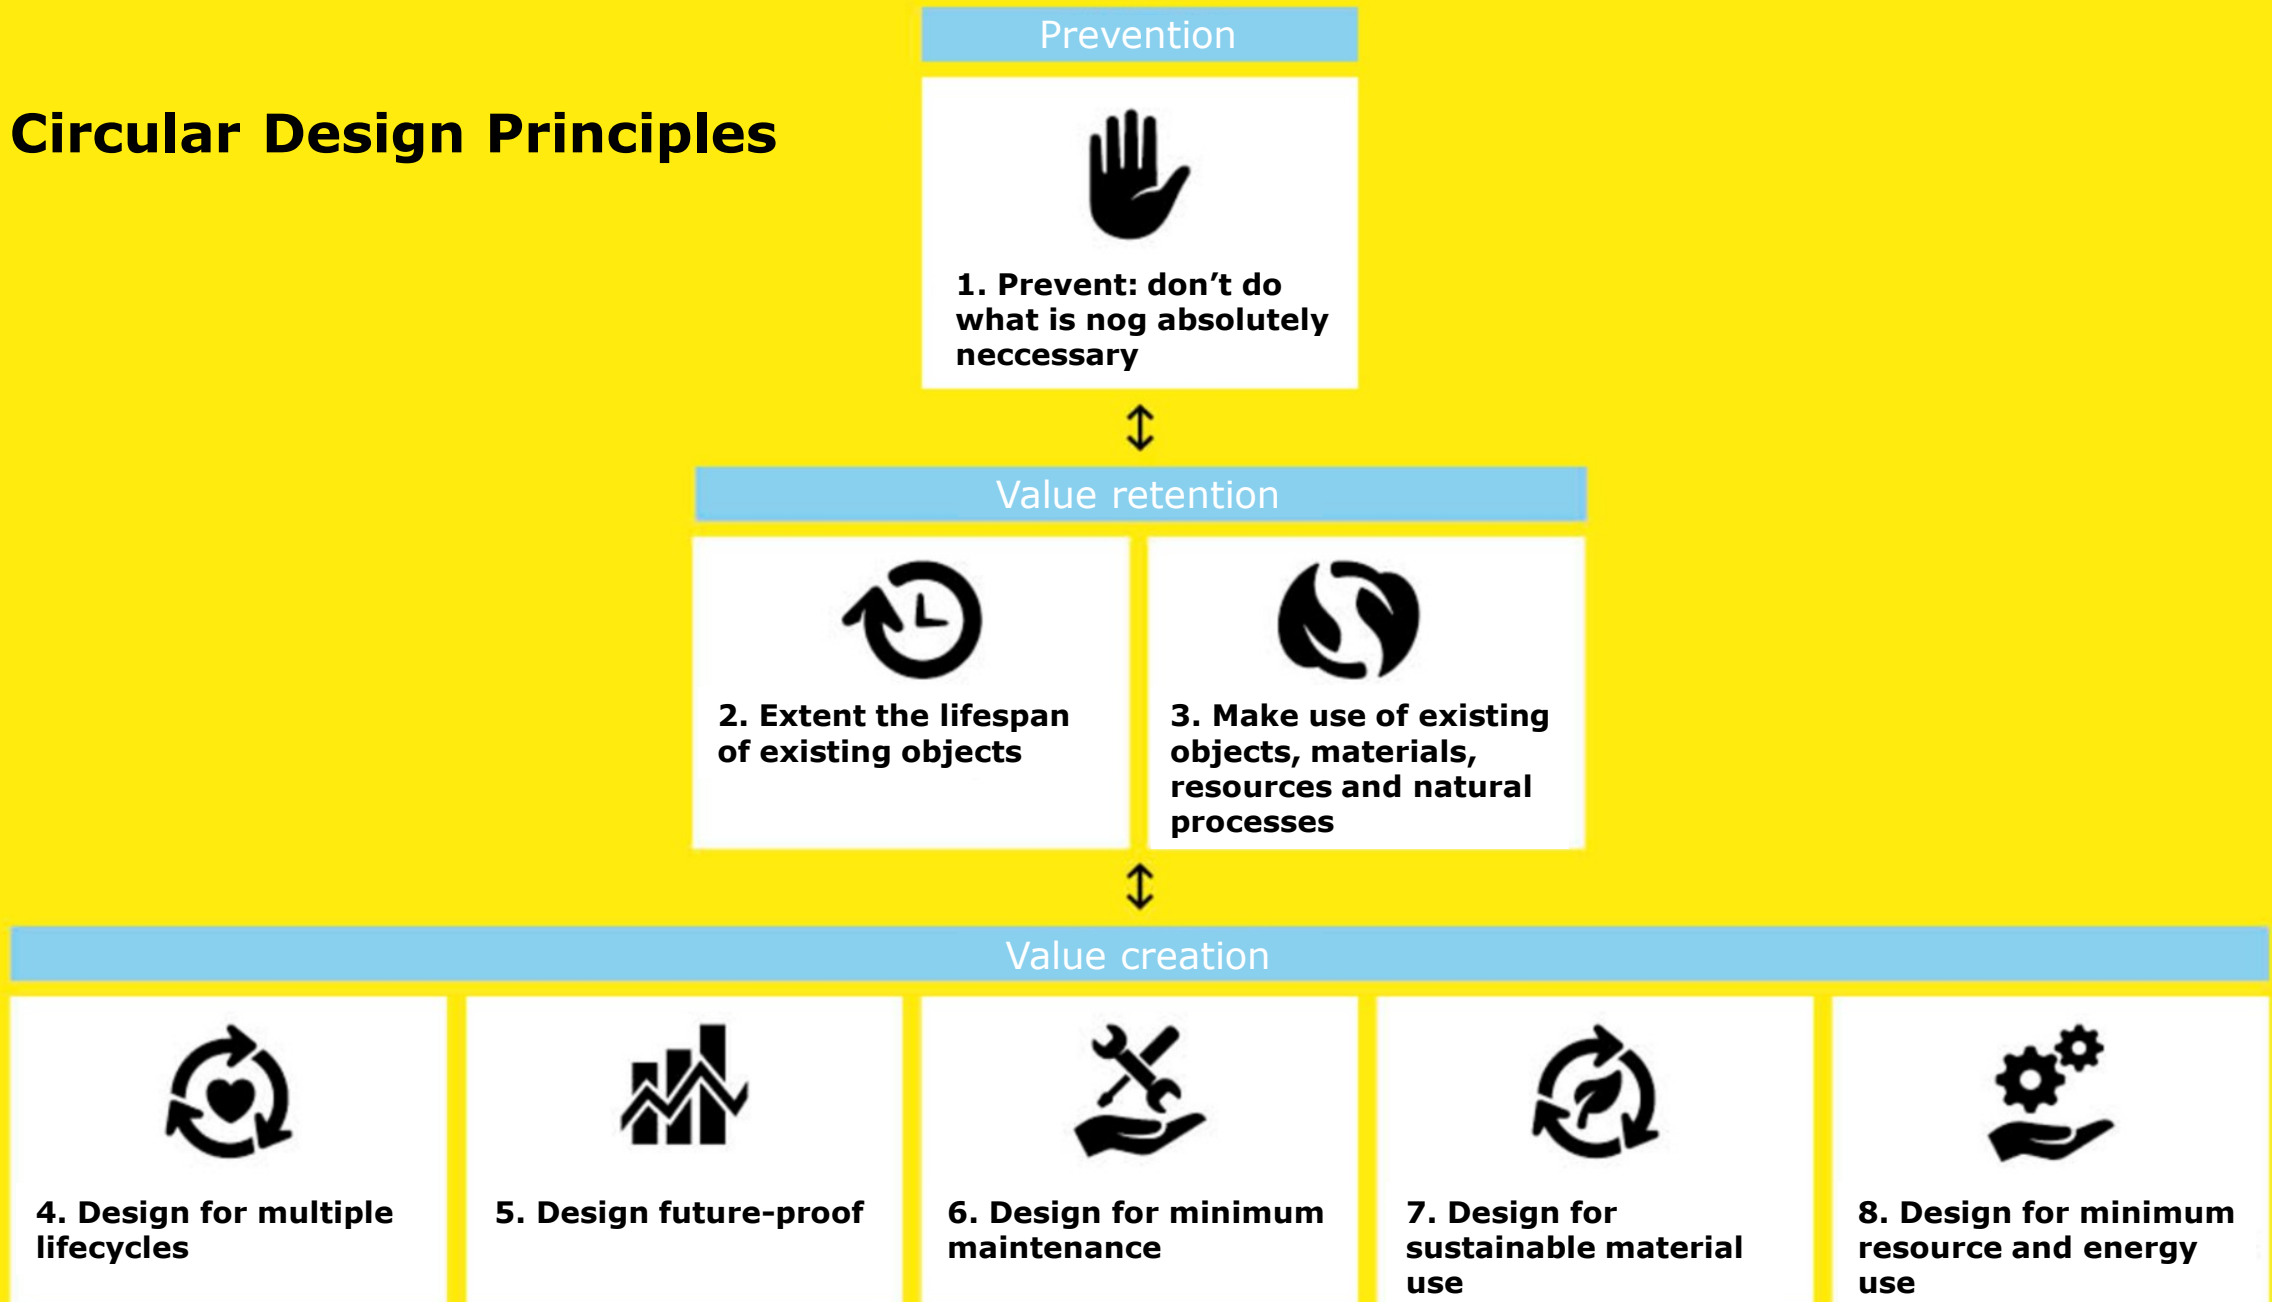 Prevention
Circular Design Principles
1. Prevent: don’t do
what is nog absolutely
neccessary
Value retention
2. Extent the lifespan
of existing objects
3. Make use of existing
objects, materials,
resources and natural
processes
Value creation
4. Design for multiple
lifecycles
5. Design future-proof
6. Design for minimum
maintenance
7. Design for
sustainable material
use
8. Design for minimum
resource and energy
use